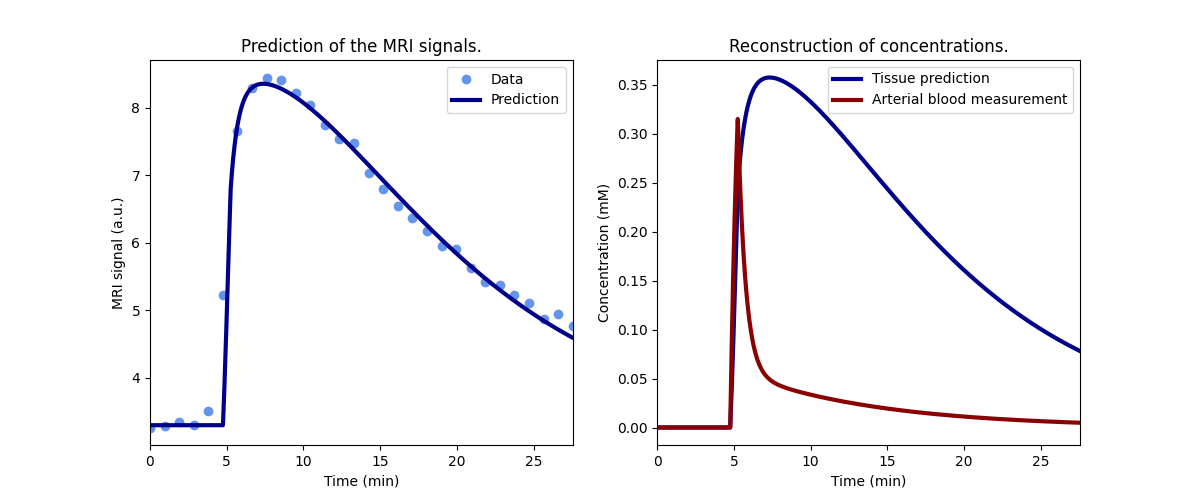 Prediction of the MRI signals.
Data
Prediction
MRI signal (a.u.)
8
7
6
5
4
0
5
10
15
20
25
Time (min)
Reconstruction of concentrations.
Tissue prediction
Arterial blood measurement
Concentration (mM)
0.35
0.30
0.25
0.20
0.15
0.10
0.05
0.00
0
5
10
15
20
25
Time (min)